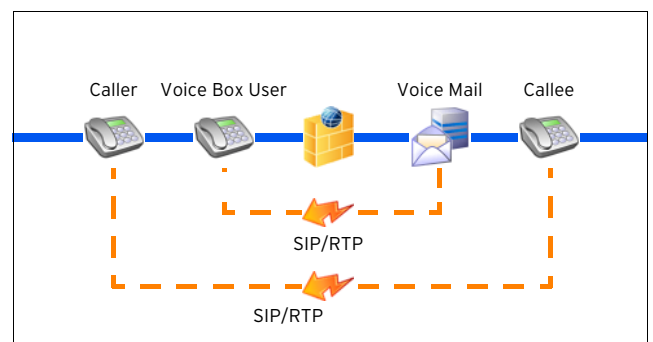 Caller
Voice Box User
Voice Mail
Callee
SIP/RTP
SIP/RTP